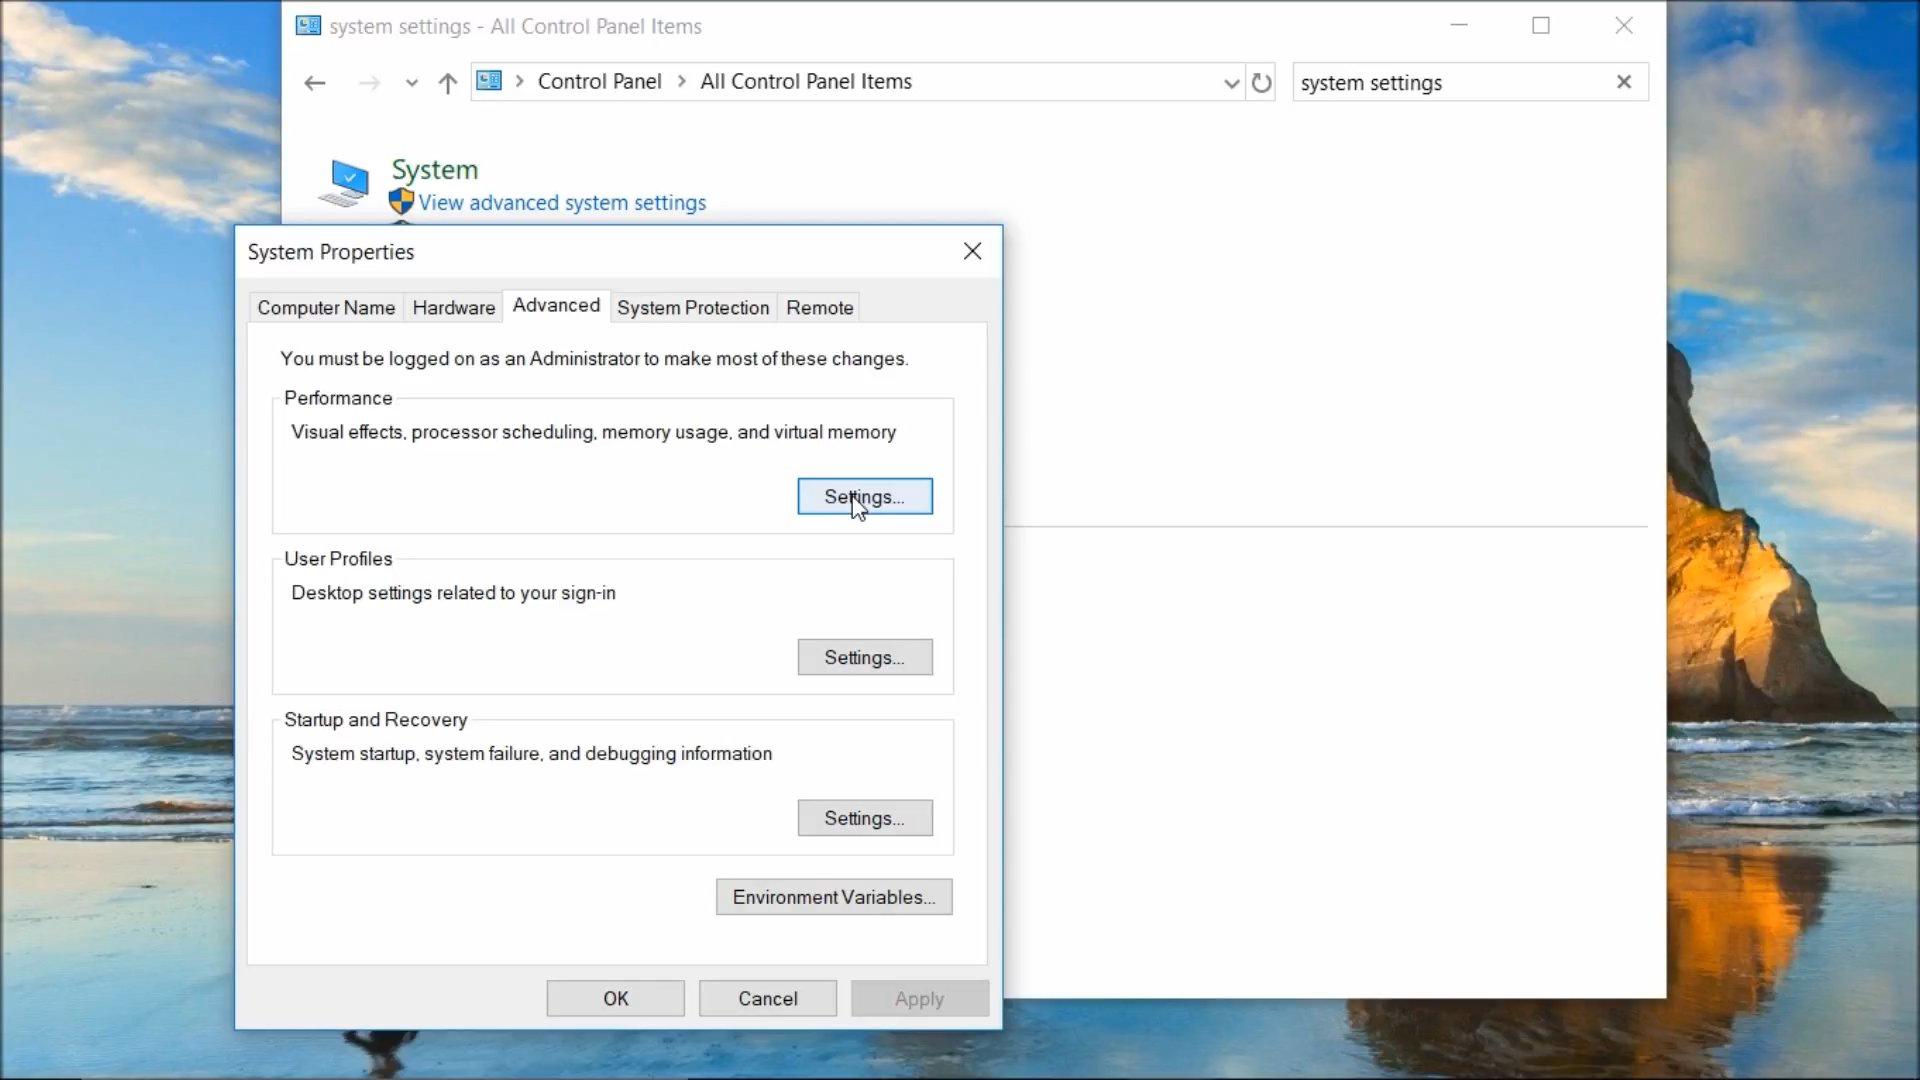 system settings - All Control Panel Items
Control Panel
All Control Panel Items
system settings
System
View advanced system settings
System Properties
Computer Name
Hardware
Advanced
System Protection
Remote
You must be logged on as an Administrator to make most of these changes.
Performance
Visual effects, processor scheduling, memory usage, and virtual memory
Settings...
User Profiles
Desktop settings related to your sign-in
Settings...
Startup and Recovery
System startup, system failure, and debugging information
Settings...
Environment Variables...
OK
Cancel
Apply